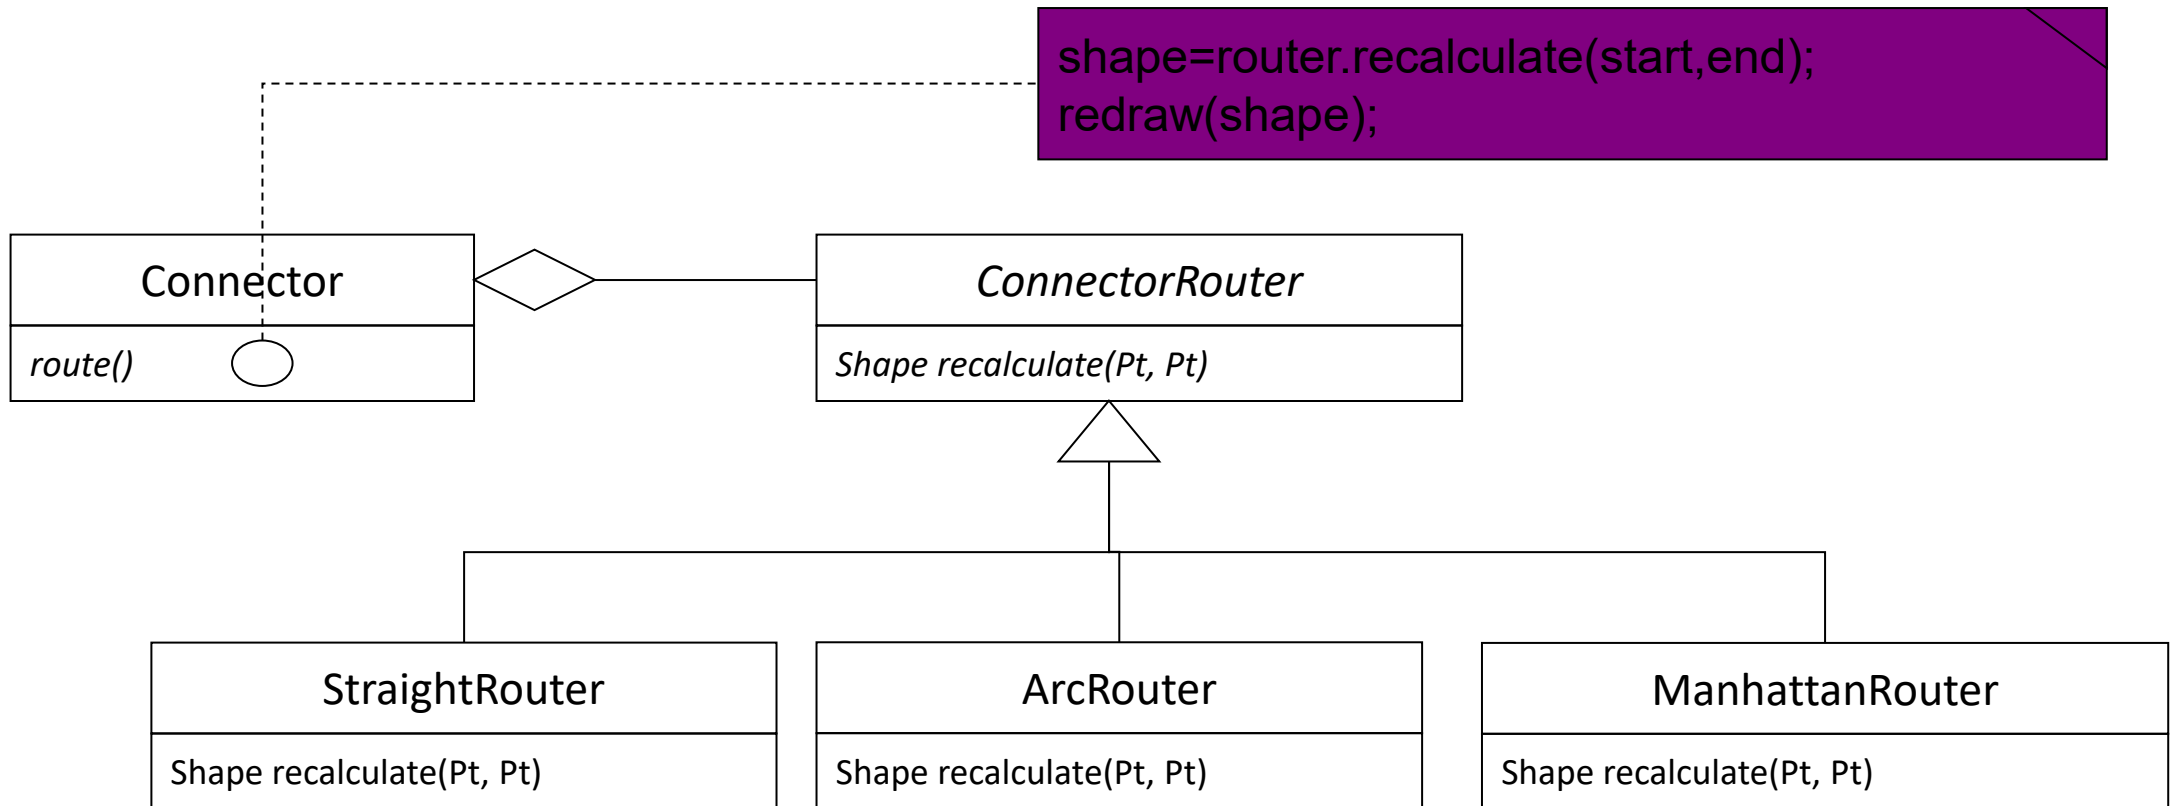 shape=router.recalculate(start,end);
redraw(shape);
Connector
route()
ConnectorRouter
Shape recalculate(Pt, Pt)
StraightRouter
Shape recalculate(Pt, Pt)
ArcRouter
Shape recalculate(Pt, Pt)
ManhattanRouter
Shape recalculate(Pt, Pt)